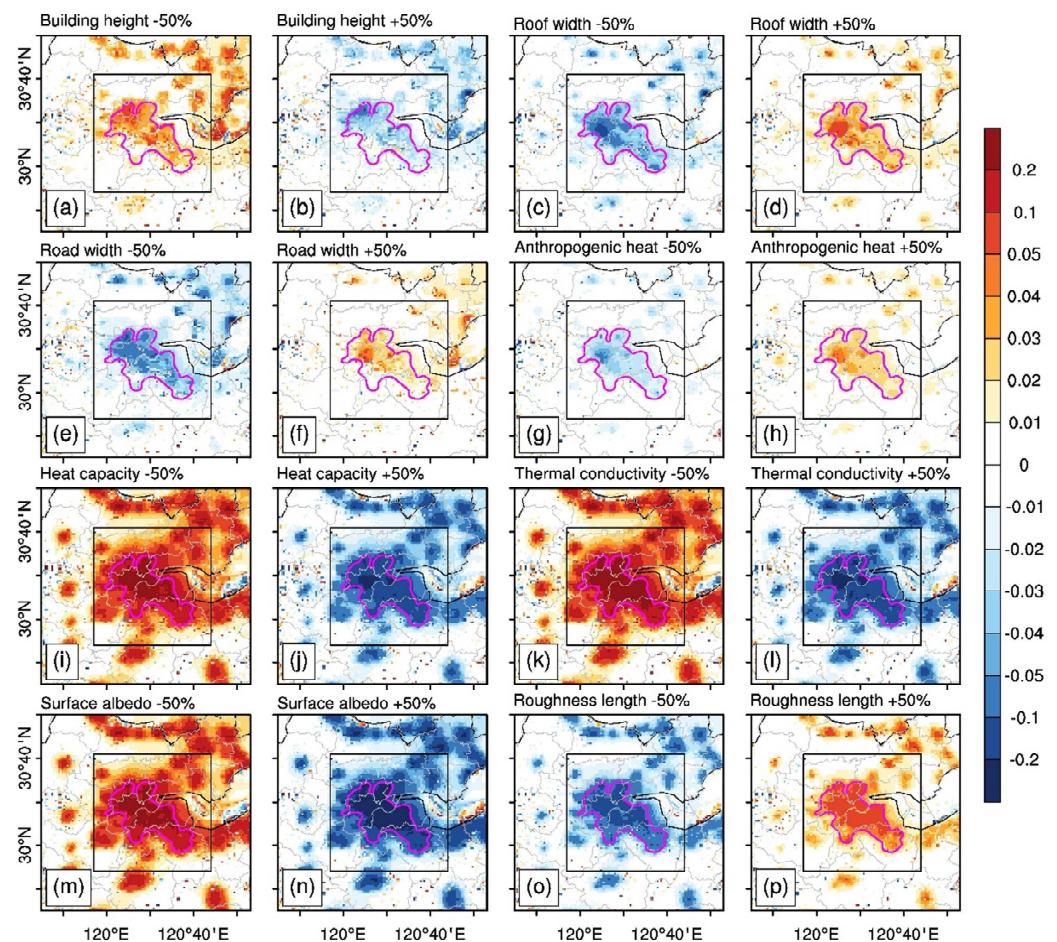 Building height -50%
Building height +50%
Roof width -50%
Roof width +50%
30°40'N
30°N
(a)
(b)
(c)
(d)
Road width -50%
Road width +50%
Anthropogenic heat -50%
Anthropogenic heat +50%
30°40'N
30°N
(e)
(f)
(g)
(h)
Heat capacity -50%
Heat capacity +50%
Thermal conductivity -50%
Thermal conductivity +50%
30°40'N
30°N
(i)
(j)
(k)
(l)
Surface albedo -50%
Surface albedo +50%
Roughness length -50%
Roughness length +50%
30°40'N
30°N
(m)
(n)
(o)
(p)
120°E 120°40'E
120°E 120°40'E
120°E 120°40'E
120°E 120°40'E
0.2
0.1
0.05
0.04
0.03
0.02
0.01
0
-0.01
-0.02
-0.03
-0.04
-0.05
-0.1
-0.2